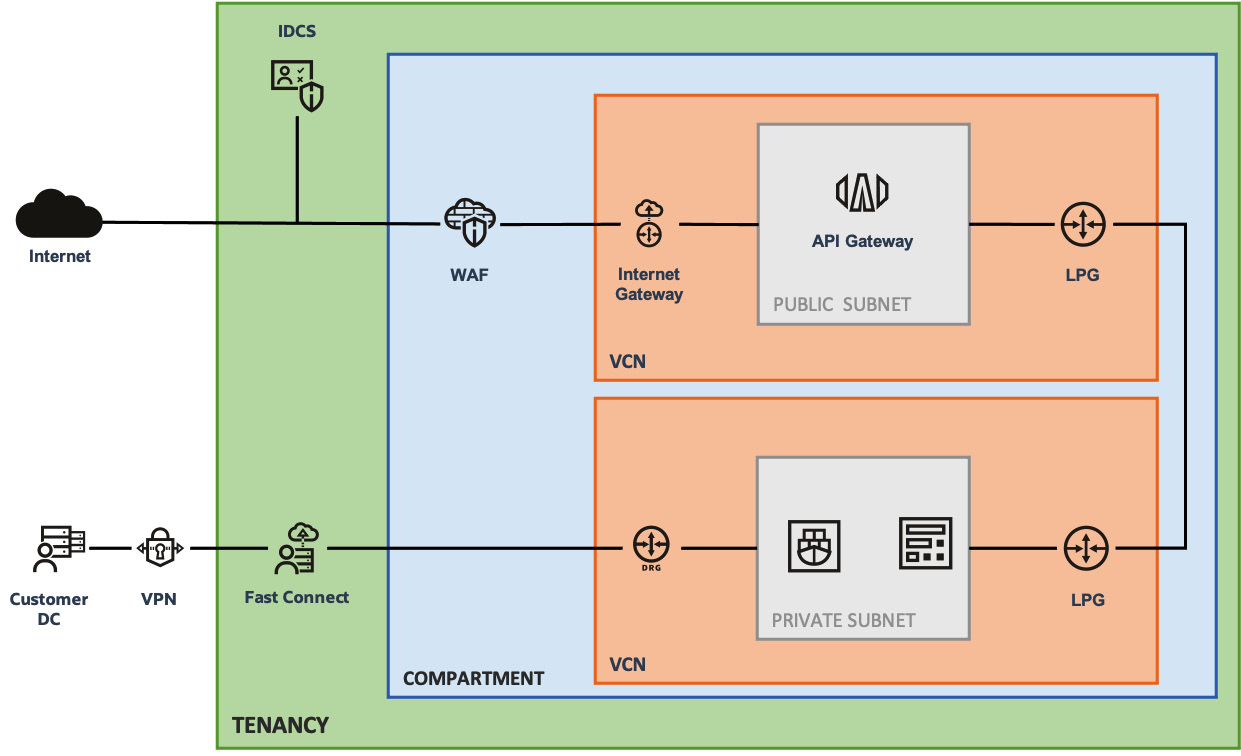 IDCS
Internet
WAF
Internet
Gateway
API Gateway
PUBLIC SUBNET
LPG
VCN
Customer
DC
VPN
Fast Connect
DRG
PRIVATE SUBNET
LPG
VCN
COMPARTMENT
TENANCY